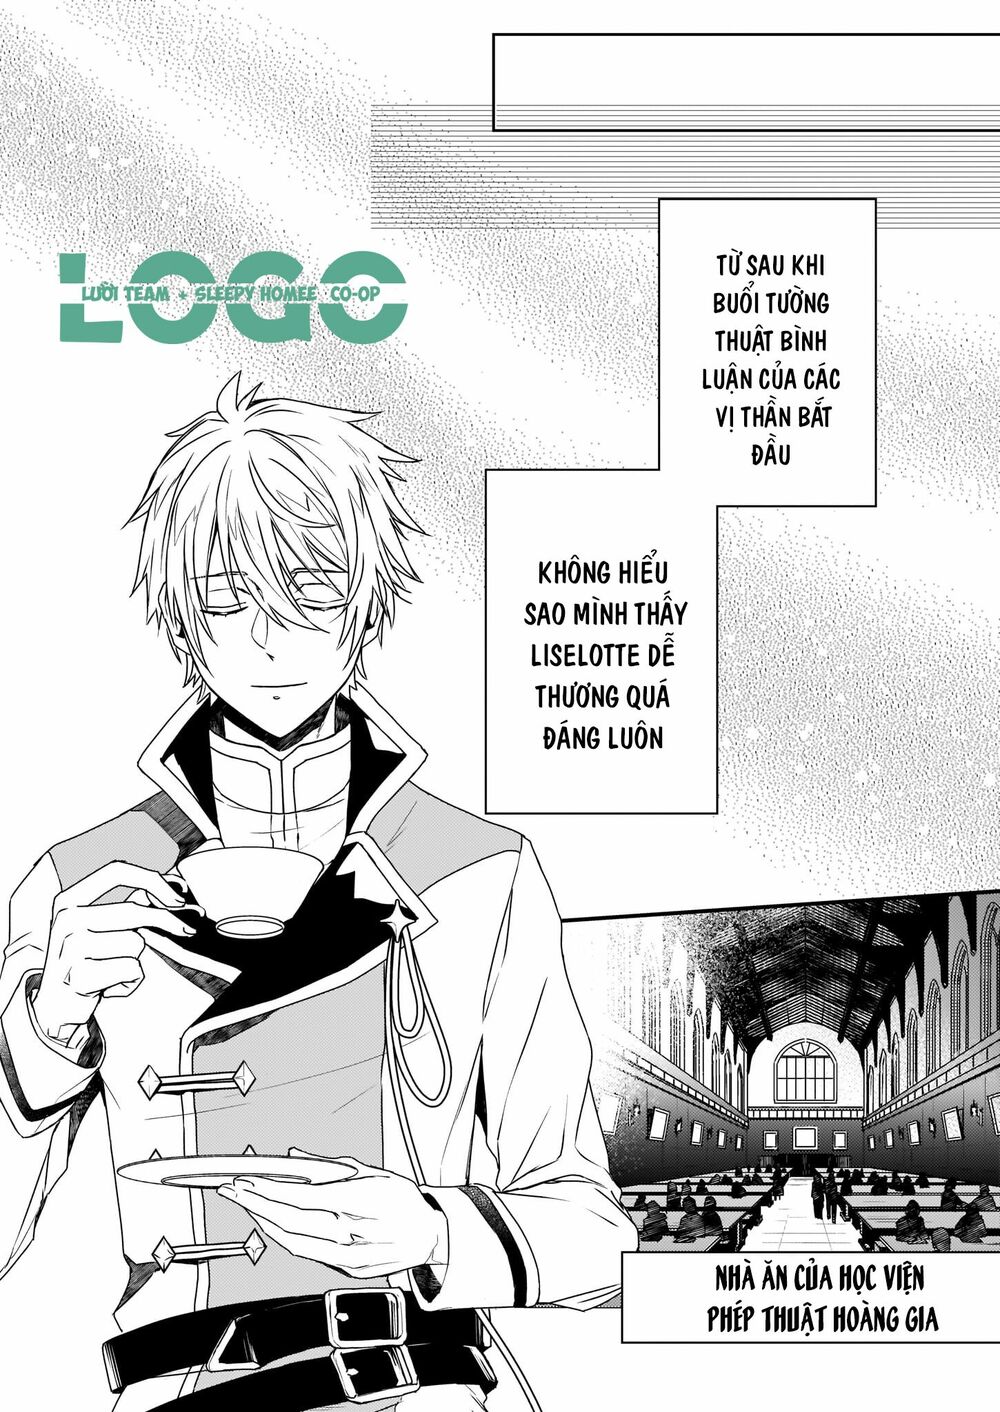 TỪ SAU KHI
BUỔI TƯỜNG
THUẬT BÌNH
LUẬN CỦA CÁC
VỊ THẦN BẮT
ĐẦU
LOGO
LƯỜI TEAM + SLEEPY HOMEE CO-OP
KHÔNG HIỂU
SAO MÌNH THẤY
LISELOTTE DỄ
THƯƠNG QUÁ
ĐÁNG LUÔN
NHÀ ĂN CỦA HỌC VIỆN
PHÉP THUẬT HOÀNG GIA